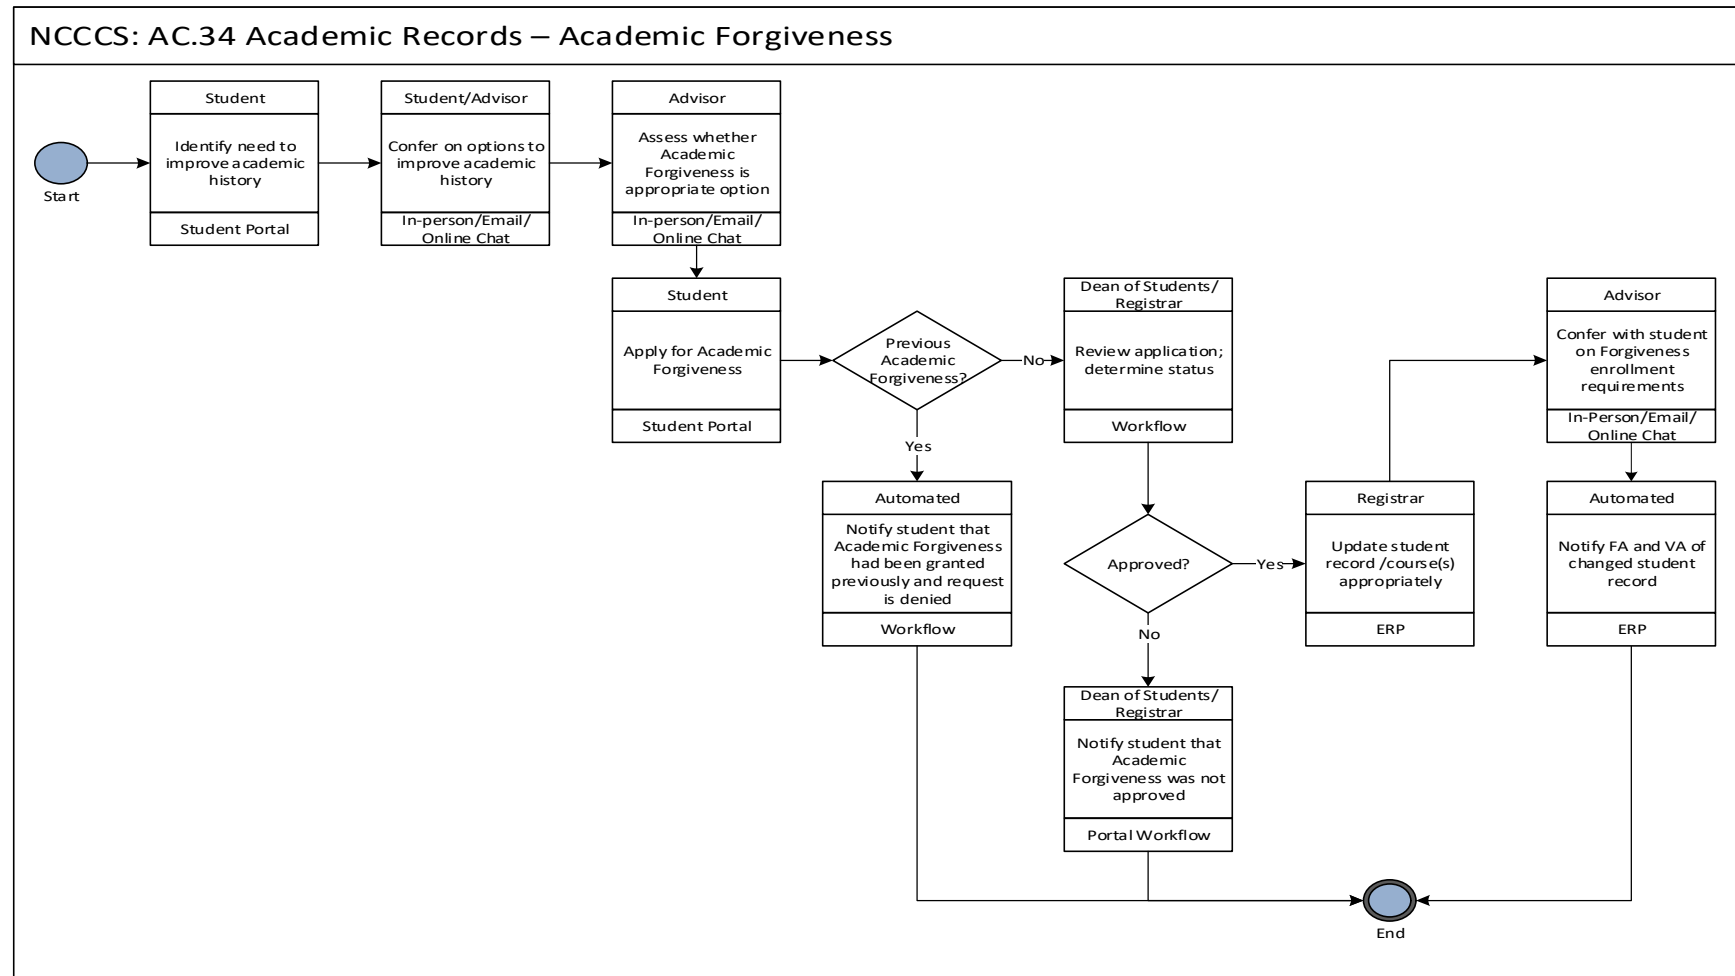 NCCCS: AC.34 Academic Records – Academic Forgiveness
Student
Identify need to
improve academic
history
Student Portal
Student/Advisor
Confer on options to
improve academic
history
In-person/Email/
Online Chat
Advisor
Assess whether
Academic
Forgiveness is
appropriate option
In-person/Email/
Online Chat
Start
Student
Apply for Academic
Forgiveness
Student Portal
Previous
Academic
Forgiveness?
No
Yes
Dean of Students/
Registrar
Review application;
determine status
Workflow
Advisor
Confer with student
on Forgiveness
enrollment
requirements
In-Person/Email/
Online Chat
Automated
Notify student that
Academic Forgiveness
had been granted
previously and request
is denied
Workflow
Approved?
Yes
No
Registrar
Update student
record /course(s)
appropriately
ERP
Automated
Notify FA and VA of
changed student
record
ERP
Dean of Students/
Registrar
Notify student that
Academic
Forgiveness was not
approved
Portal Workflow
End